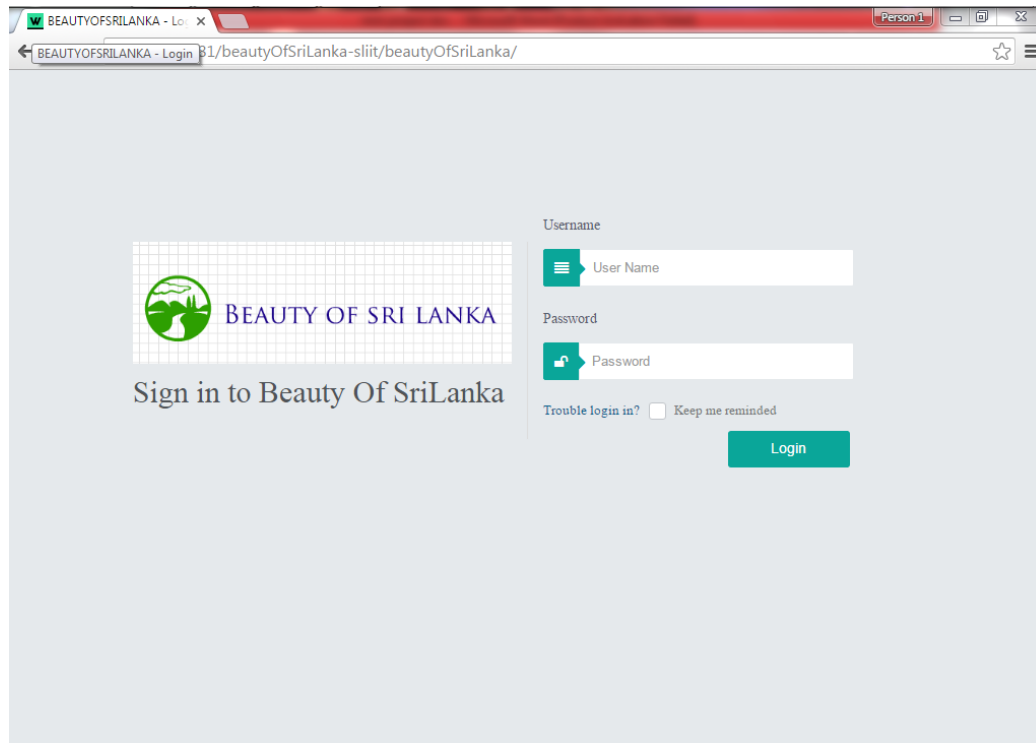 BEAUTYOFSRILANKA - Lo
Person 1
BEAUTYOFSRILANKA - Login
31/beautyOfSriLanka-sliit/beautyOfSriLanka/
Username
User Name
BEAUTY OF SRI LANKA
Password
Password
Sign in to Beauty Of SriLanka
Trouble login in? Keep me reminded
Login